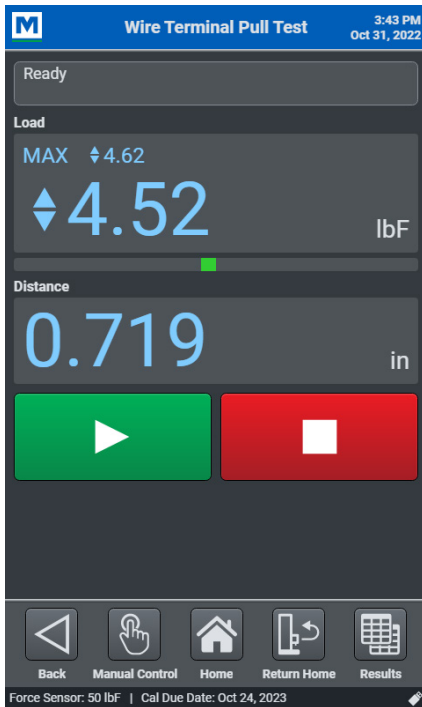 M
Wire Terminal Pull Test
3:43 PM
Oct 31, 2022
Ready
Load
MAX 4.62
4.52
lbF
Distance
0.719
in
Back Manual Control Home Return Home Results
Force Sensor: 50 lbF | Cal Due Date: Oct 24, 2023